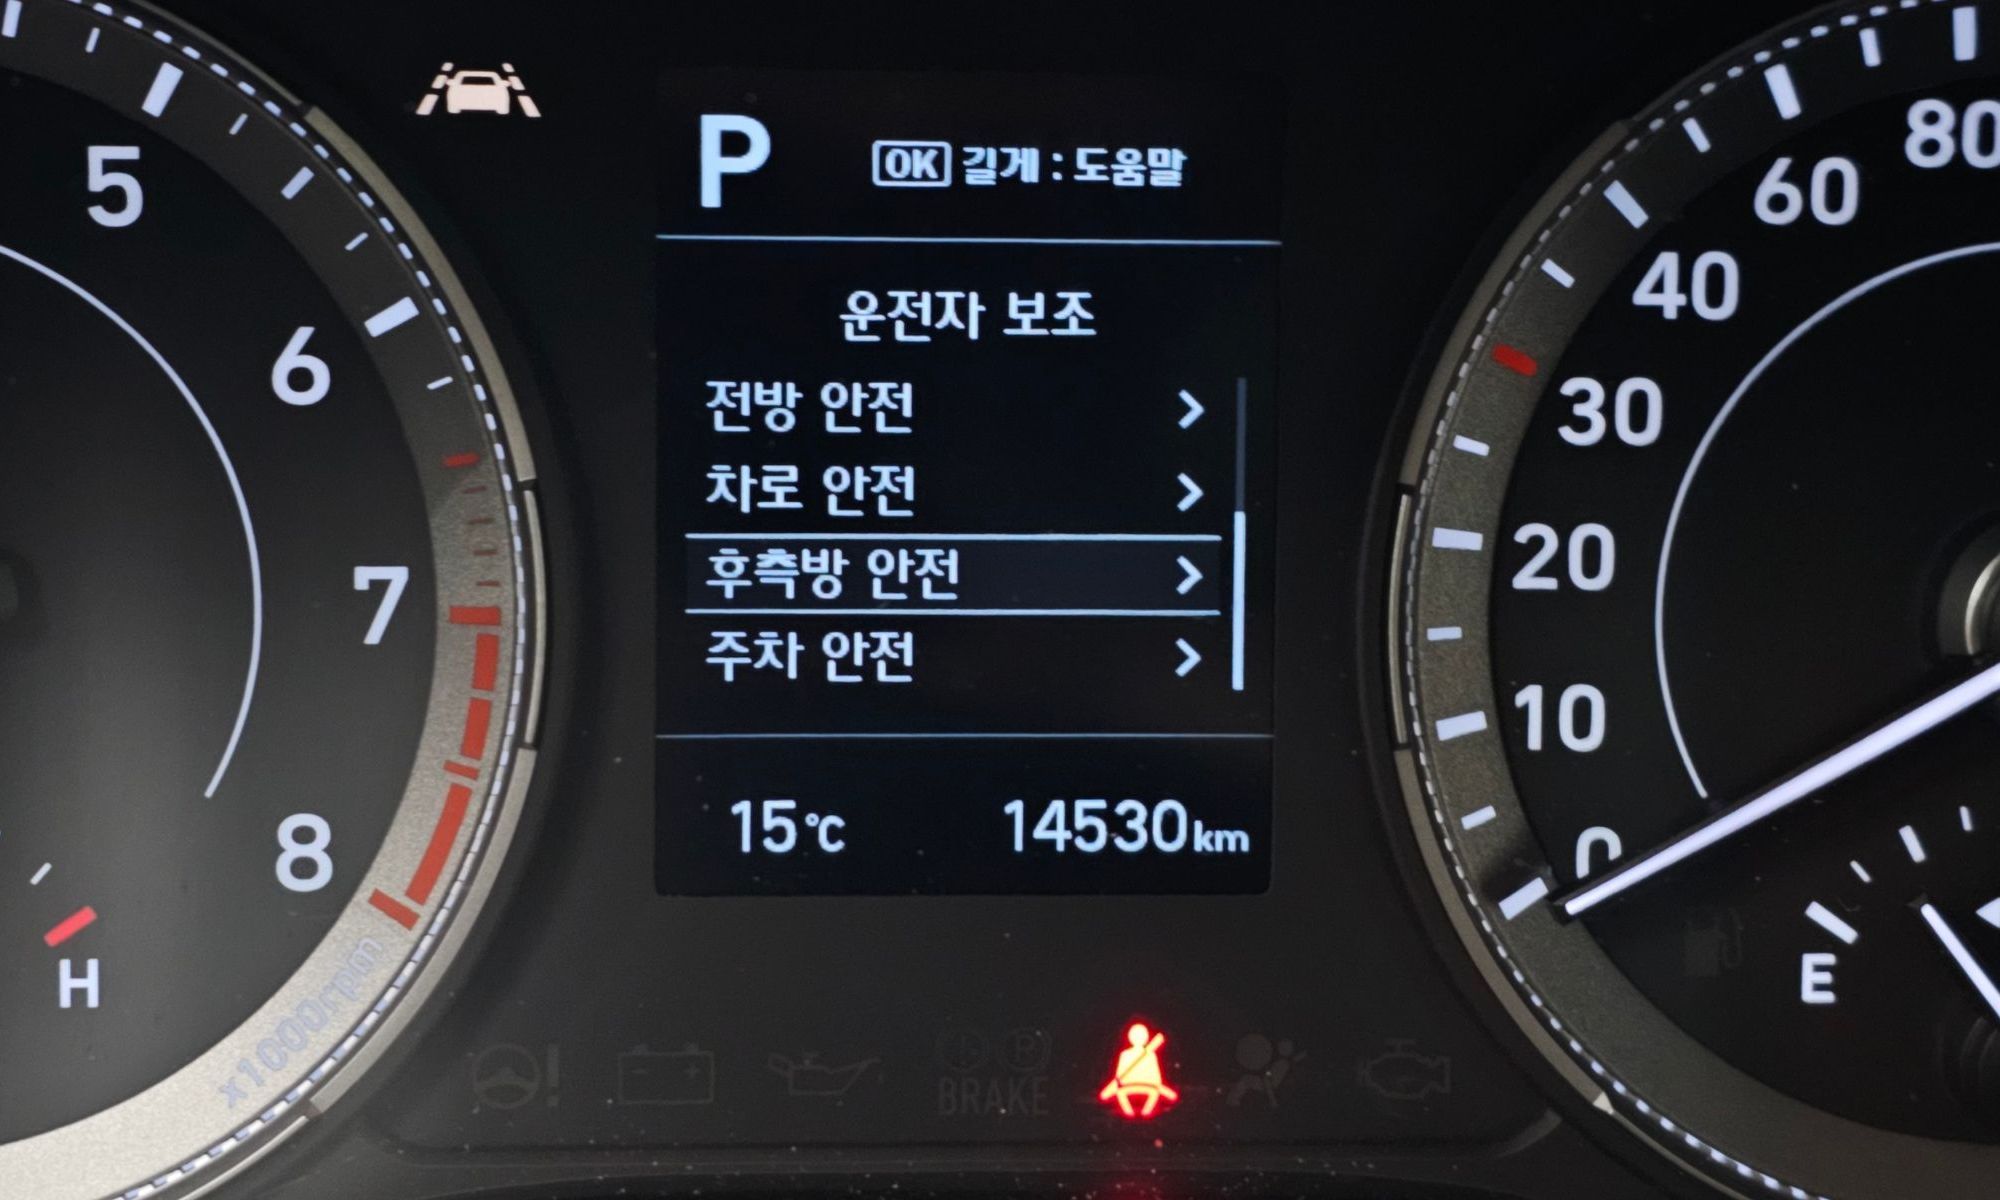 P
OK 길게 : 도움말
운전자 보조
전방 안전
차로 안전
후측방 안전
주차 안전
15℃ 14530km
5
6
7
8
H
x1000rpm
80
60
40
30
20
10
0
E
P
BRAKE